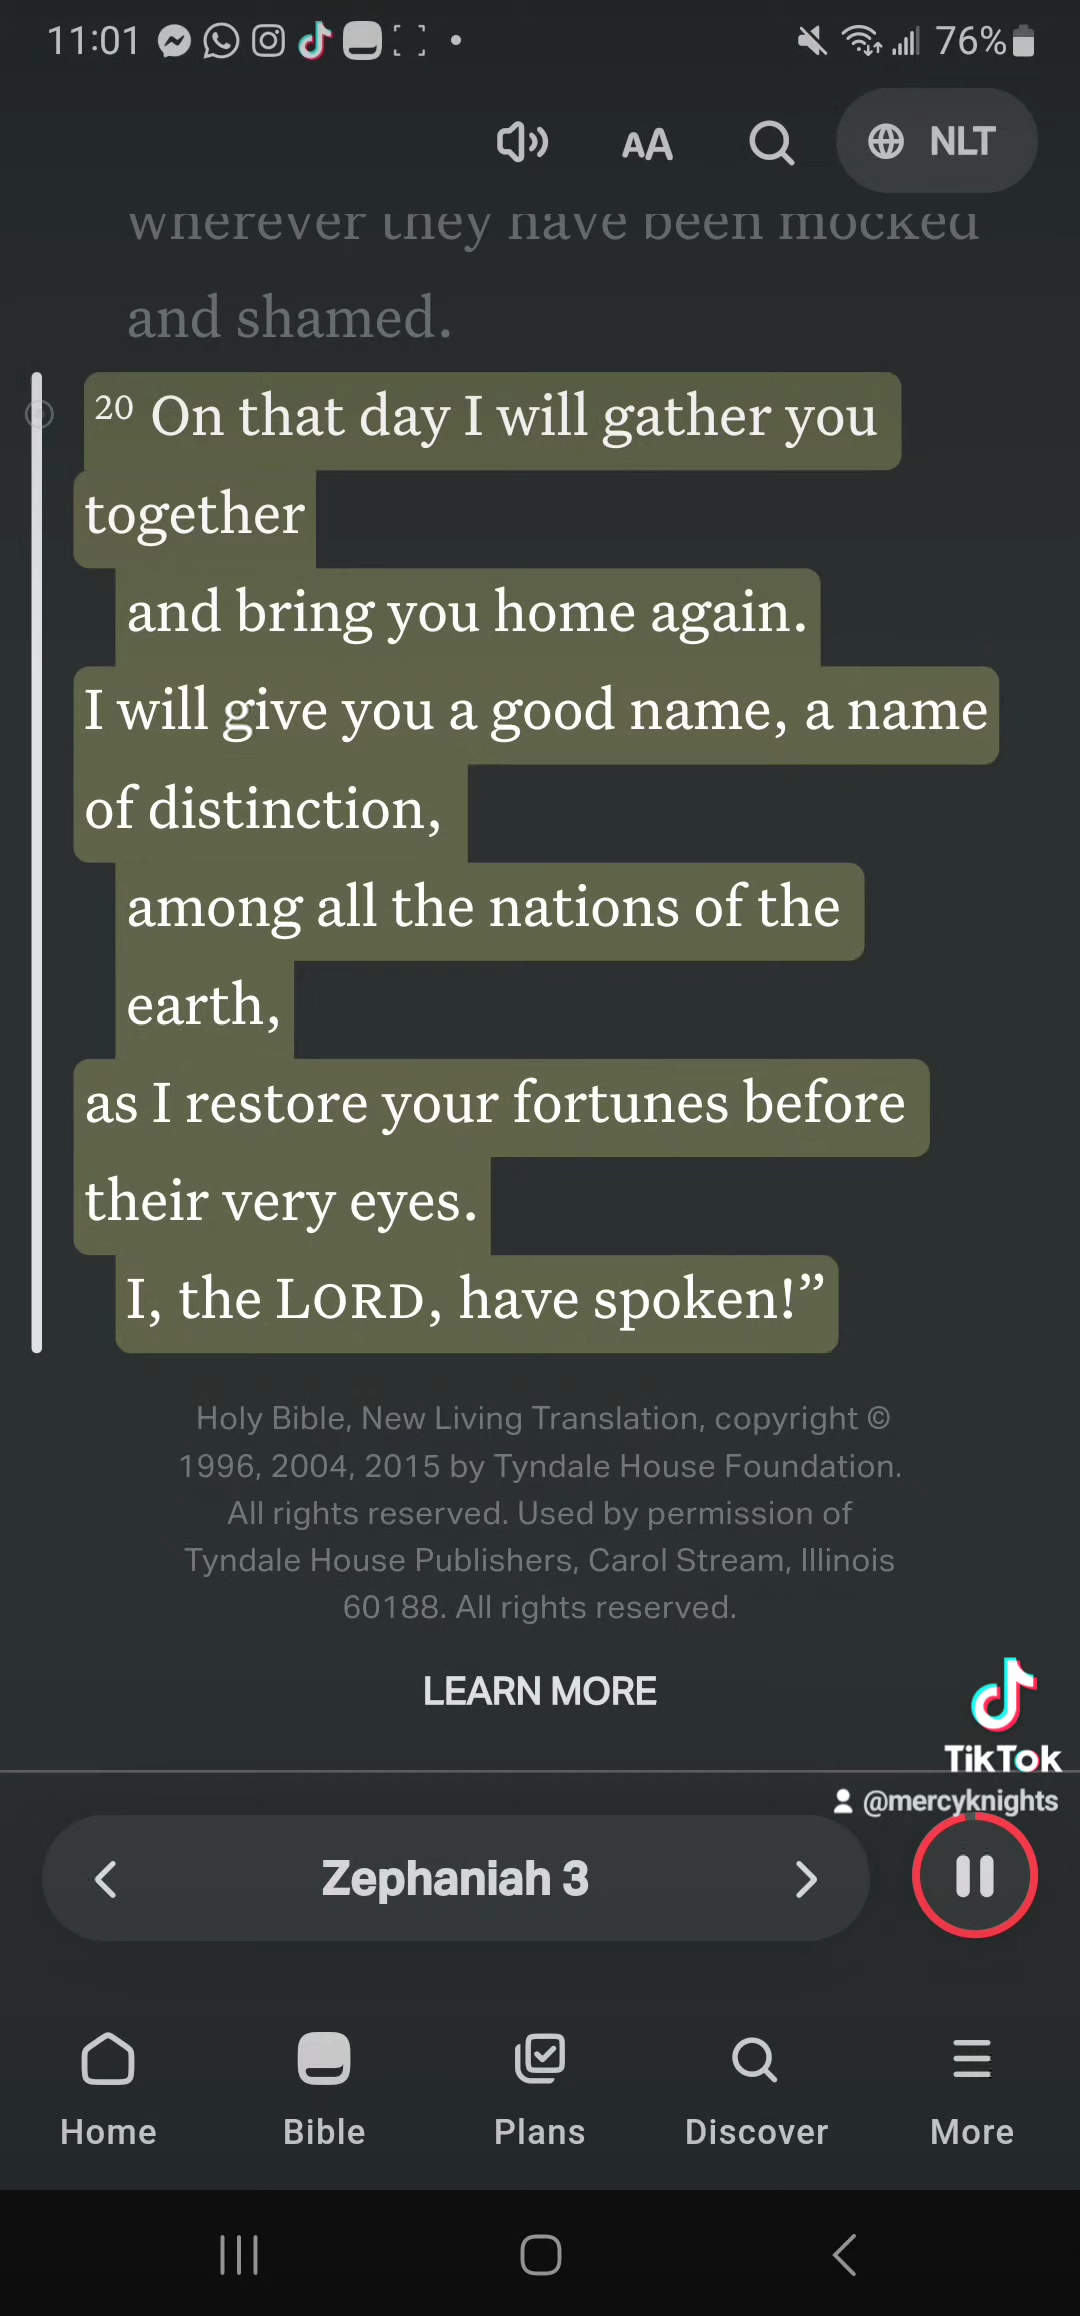 11:01
76%
NLT
wherever they have been mocked
and shamed.
20 On that day I will gather you
together
and bring you home again.
I will give you a good name, a name
of distinction,
among all the nations of the
earth,
as I restore your fortunes before
their very eyes.
I, the LORD, have spoken!”
Holy Bible, New Living Translation, copyright ©
1996, 2004, 2015 by Tyndale House Foundation.
All rights reserved. Used by permission of
Tyndale House Publishers, Carol Stream, Illinois
60188. All rights reserved.
LEARN MORE
TikTok
@mercyknights
Zephaniah 3
Home Bible Plans Discover More